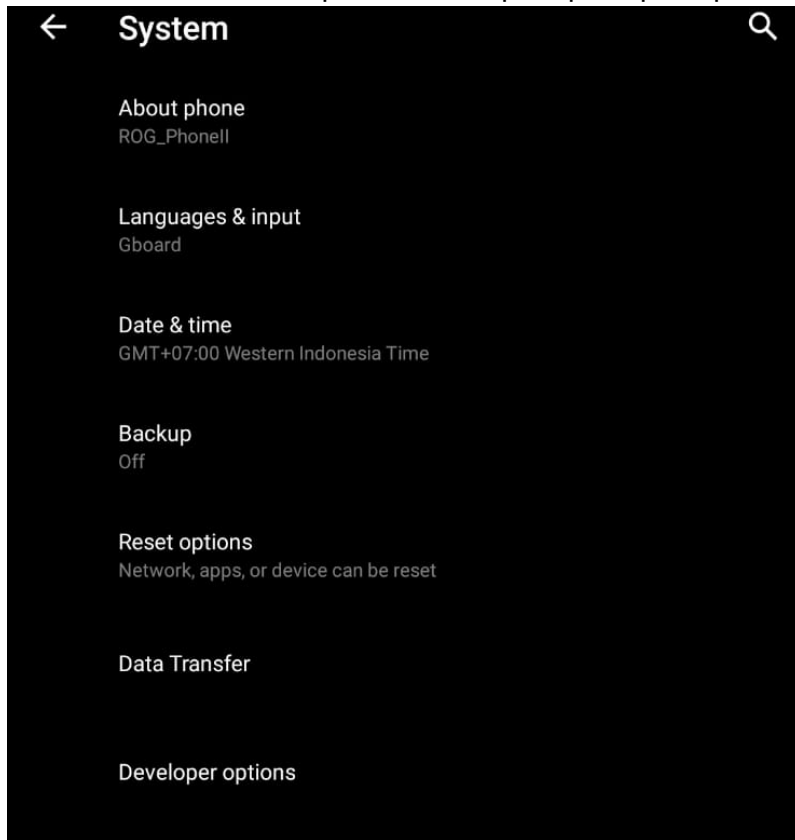 System
About phone
ROG_PhoneII
Languages & input
Gboard
Date & time
GMT+07:00 Western Indonesia Time
Backup
Off
Reset options
Network, apps, or device can be reset
Data Transfer
Developer options